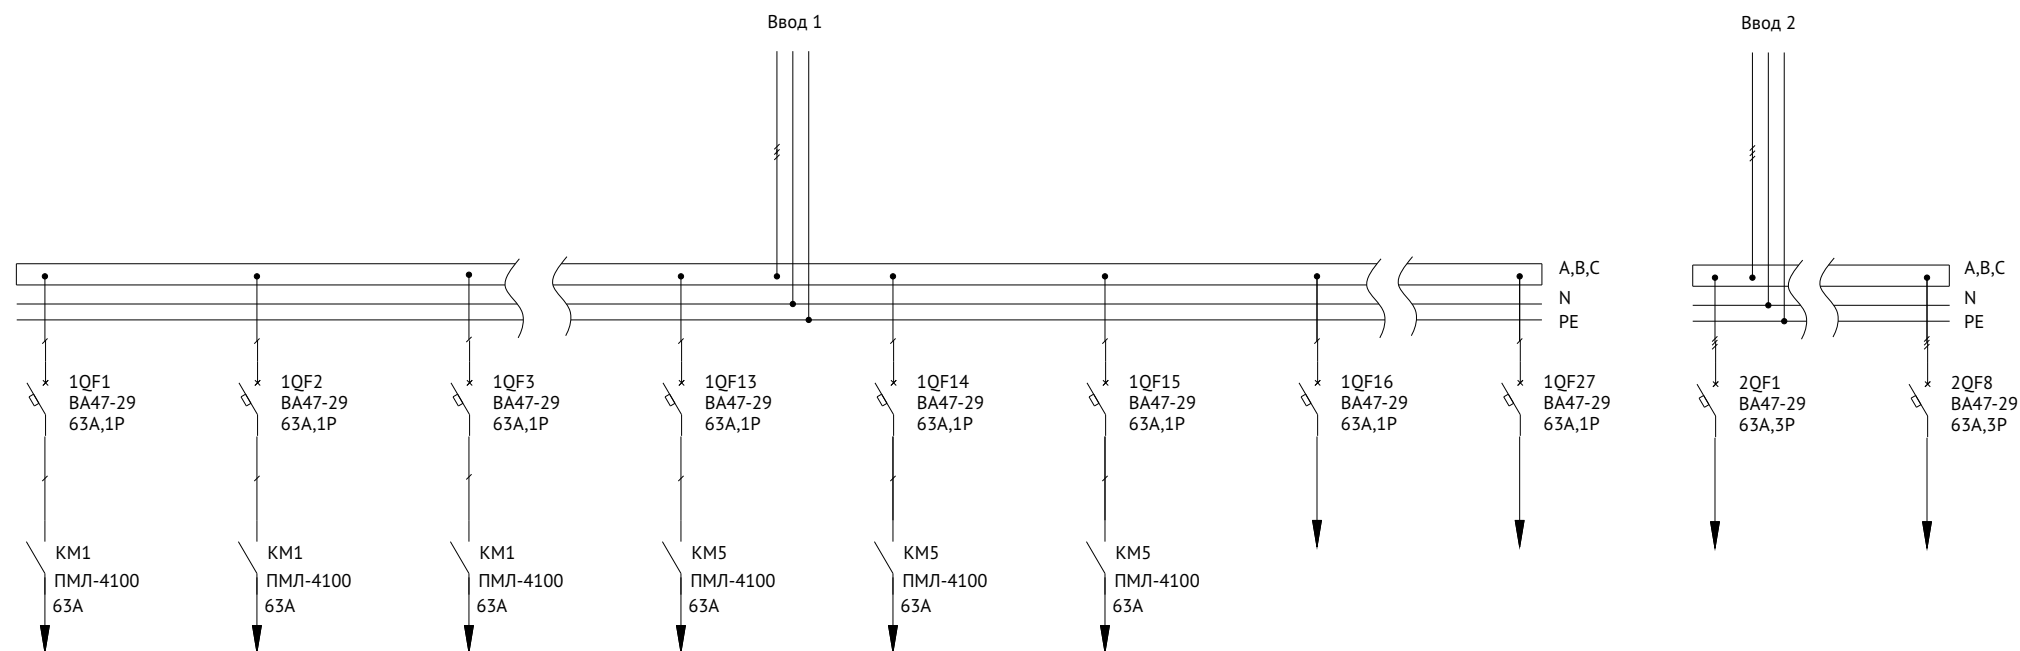 Ввод 1
Ввод 2
A,B,C
N
PE
A,B,C
N
PE
1QF1
ВА47-29
63А,1Р
1QF2
ВА47-29
63А,1Р
1QF3
ВА47-29
63А,1Р
1QF13
ВА47-29
63А,1Р
1QF14
ВА47-29
63А,1Р
1QF15
ВА47-29
63А,1Р
1QF16
ВА47-29
63А,1Р
1QF27
ВА47-29
63А,1Р
2QF1
ВА47-29
63А,3Р
2QF8
ВА47-29
63А,3Р
КМ1
ПМЛ-4100
63А
КМ1
ПМЛ-4100
63А
КМ1
ПМЛ-4100
63А
КМ5
ПМЛ-4100
63А
КМ5
ПМЛ-4100
63А
КМ5
ПМЛ-4100
63А